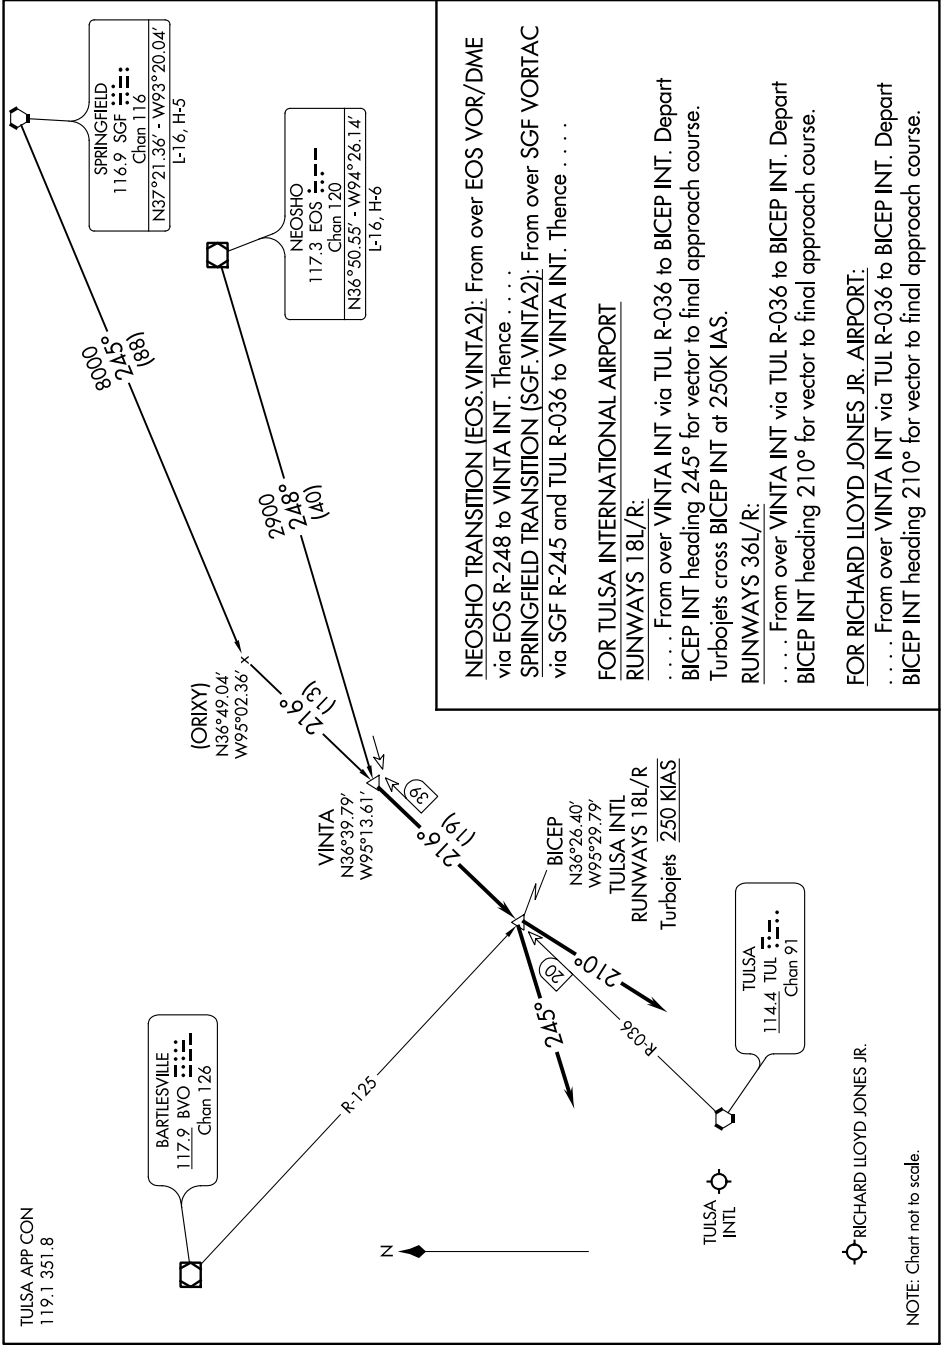 TULSA APP CON
119.1 351.8
BARTLESVILLE
117.9 BVO
Chan 126
SPRINGFIELD
116.9 SGF
Chan 116
N37°21.36' - W93°20.04'
L-16, H-5
NEOSHO
117.3 EOS
Chan 120
N36°50.55' - W94°26.14'
L-16, H-6
8000
245°
(88)
2900
248°
(40)
(ORIXY)
N36°49.04'
W95°02.36'
216°
(13)
VINTA
N36°39.79'
W95°13.61'
39
216°
(19)
BICEP
N36°26.40'
W95°29.79'
TULSA INTL
RUNWAYS 18L/R
Turbojets 250 KIAS
R-125
N
245°
210°
20
R-036
TULSA
114.4 TUL
Chan 91
TULSA
INTL
RICHARD LLOYD JONES JR.
NOTE: Chart not to scale.
NEOSHO TRANSITION (EOS.VINTA2): From over EOS VOR/DME
via EOS R-248 to VINTA INT. Thence . . . .
SPRINGFIELD TRANSITION (SGF.VINTA2): From over SGF VORTAC
via SGF R-245 and TUL R-036 to VINTA INT. Thence . . . .
FOR TULSA INTERNATIONAL AIRPORT
RUNWAYS 18L/R:
. . . . From over VINTA INT via TUL R-036 to BICEP INT. Depart
BICEP INT heading 245° for vector to final approach course.
Turbojets cross BICEP INT at 250K IAS.
RUNWAYS 36L/R:
. . . . From over VINTA INT via TUL R-036 to BICEP INT. Depart
BICEP INT heading 210° for vector to final approach course.
FOR RICHARD LLOYD JONES JR. AIRPORT:
. . . . From over VINTA INT via TUL R-036 to BICEP INT. Depart
BICEP INT heading 210° for vector to final approach course.